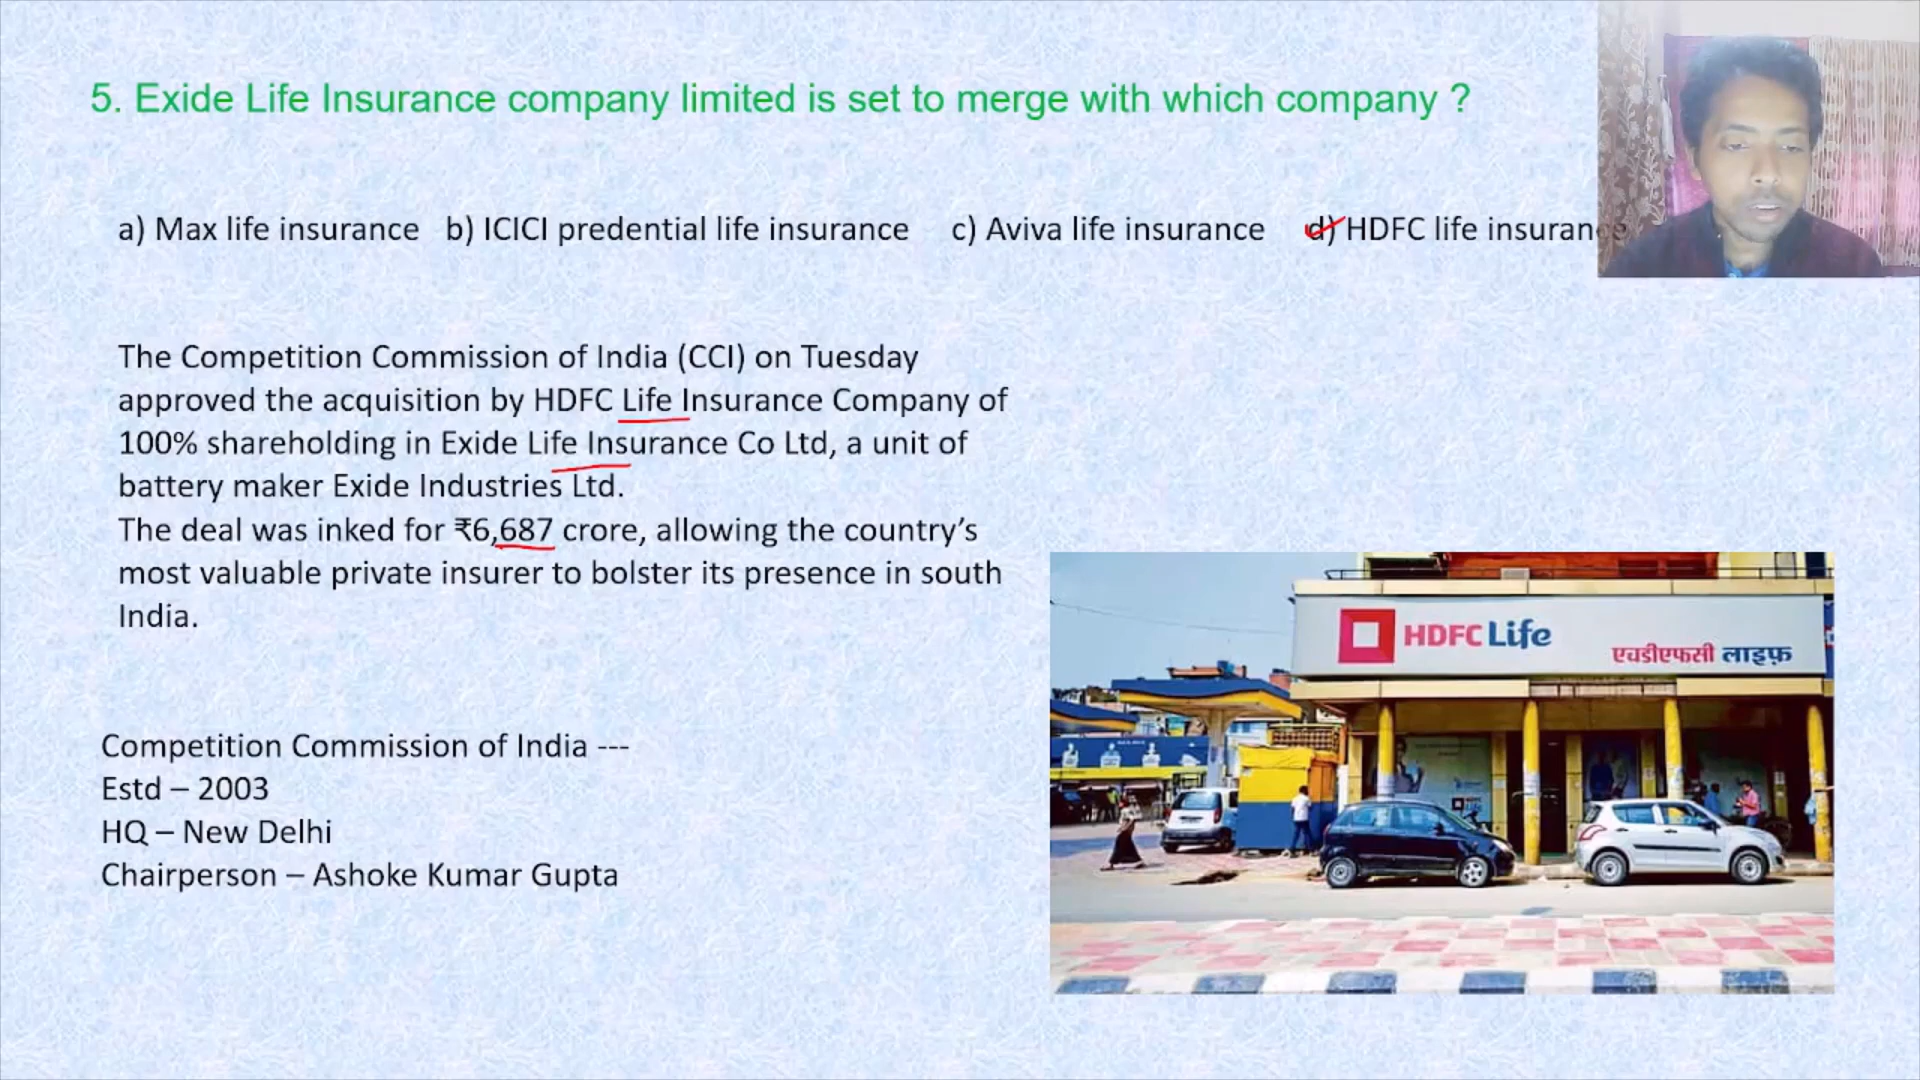 5. Exide Life Insurance company limited is set to merge with which company ?
a) Max life insurance b) ICICI predential life insurance c) Aviva life insurance d) HDFC life insurance
The Competition Commission of India (CCI) on Tuesday
approved the acquisition by HDFC Life Insurance Company of
100% shareholding in Exide Life Insurance Co Ltd, a unit of
battery maker Exide Industries Ltd.
The deal was inked for ₹6,687 crore, allowing the country’s
most valuable private insurer to bolster its presence in south
India.
HDFC Life
एचडीएफसी लाइफ़
Competition Commission of India ---
Estd – 2003
HQ – New Delhi
Chairperson – Ashoke Kumar Gupta